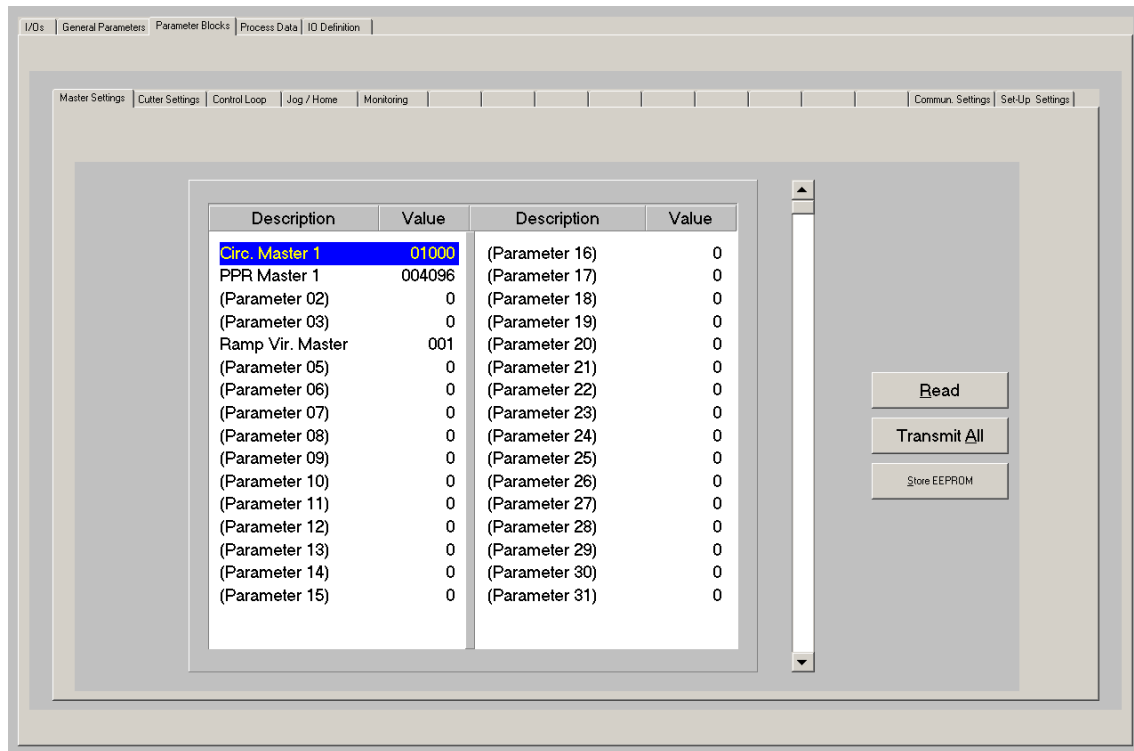 I/Os General Parameters Parameter Blocks Process Data IO Definition
Master Settings Cutter Settings Control Loop Jog / Home Monitoring Commun. Settings Set-Up Settings
Description Value Description Value
Circ. Master 1 01000 (Parameter 16) 0
PPR Master 1 004096 (Parameter 17) 0
(Parameter 02) 0 (Parameter 18) 0
(Parameter 03) 0 (Parameter 19) 0
Ramp Vir. Master 001 (Parameter 20) 0
(Parameter 05) 0 (Parameter 21) 0
(Parameter 06) 0 (Parameter 22) 0
(Parameter 07) 0 (Parameter 23) 0
(Parameter 08) 0 (Parameter 24) 0
(Parameter 09) 0 (Parameter 25) 0
(Parameter 10) 0 (Parameter 26) 0
(Parameter 11) 0 (Parameter 27) 0
(Parameter 12) 0 (Parameter 28) 0
(Parameter 13) 0 (Parameter 29) 0
(Parameter 14) 0 (Parameter 30) 0
(Parameter 15) 0 (Parameter 31) 0
Read
Transmit All
Store EEPROM